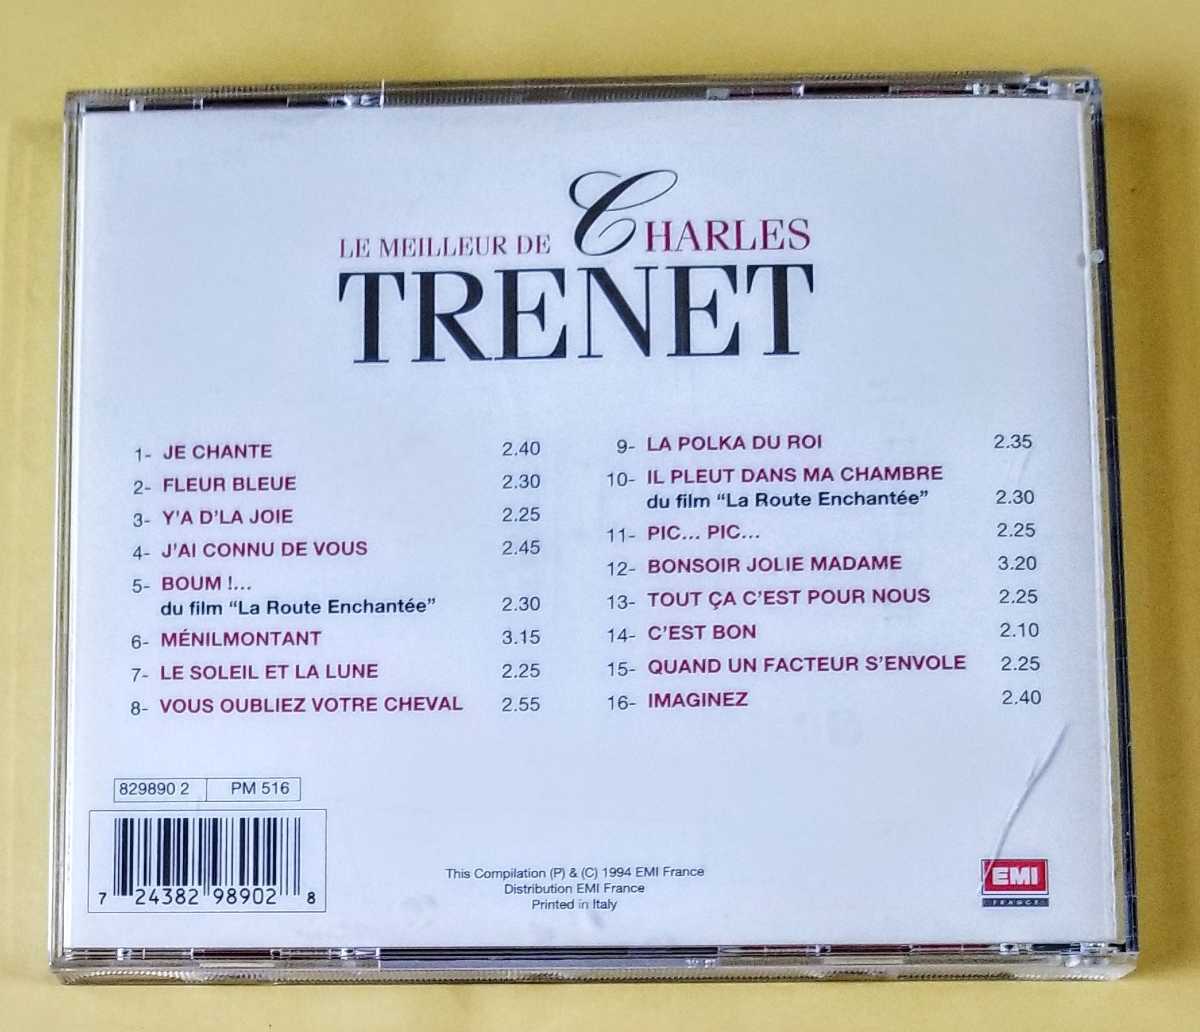 LE MEILLEUR DE CHARLES
TRENET
1- JE CHANTE 2.40
2- FLEUR BLEUE 2.30
3- Y'A D'LA JOIE 2.25
4- J'AI CONNU DE VOUS 2.45
5- BOUM !...
du film "La Route Enchantée" 2.30
6- MÉNILMONTANT 3.15
7- LE SOLEIL ET LA LUNE 2.25
8- VOUS OUBLIEZ VOTRE CHEVAL 2.55
9- LA POLKA DU ROI 2.35
10- IL PLEUT DANS MA CHAMBRE
du film "La Route Enchantée" 2.30
11- PIC... PIC... 2.25
12- BONSOIR JOLIE MADAME 3.20
13- TOUT ÇA C'EST POUR NOUS 2.25
14- C'EST BON 2.10
15- QUAND UN FACTEUR S'ENVOLE 2.25
16- IMAGINEZ 2.40
829890 2 PM 516
7 24382 98902 8
This Compilation (P) & (C) 1994 EMI France
Distribution EMI France
Printed in Italy
EMI
FRANCE